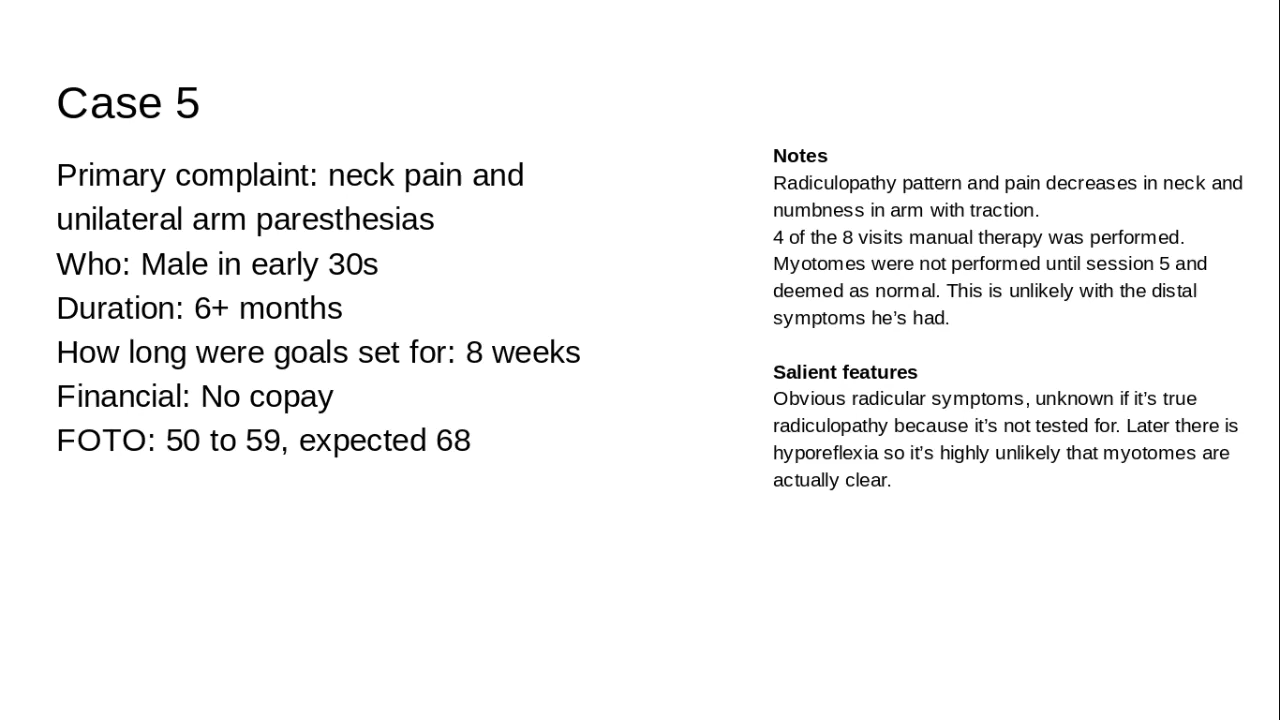 Case 5
Primary complaint: neck pain and
unilateral arm paresthesias
Who: Male in early 30s
Duration: 6+ months
How long were goals set for: 8 weeks
Financial: No copay
FOTO: 50 to 59, expected 68
Notes
Radiculopathy pattern and pain decreases in neck and
numbness in arm with traction.
4 of the 8 visits manual therapy was performed.
Myotomes were not performed until session 5 and
deemed as normal. This is unlikely with the distal
symptoms he’s had.
Salient features
Obvious radicular symptoms, unknown if it’s true
radiculopathy because it’s not tested for. Later there is
hyporeflexia so it’s highly unlikely that myotomes are
actually clear.